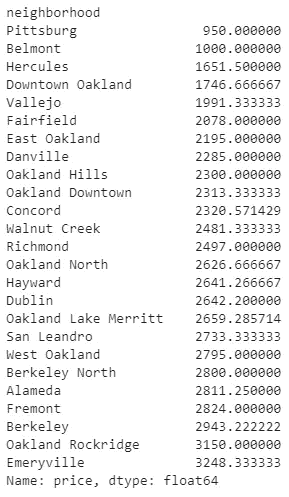 neighborhood
Pittsburg 950.000000
Belmont 1000.000000
Hercules 1651.500000
Downtown Oakland 1746.666667
Vallejo 1991.333333
Fairfield 2078.000000
East Oakland 2195.000000
Danville 2285.000000
Oakland Hills 2300.000000
Oakland Downtown 2313.333333
Concord 2320.571429
Walnut Creek 2481.333333
Richmond 2497.000000
Oakland North 2626.666667
Hayward 2641.266667
Dublin 2642.200000
Oakland Lake Merritt 2659.285714
San Leandro 2733.333333
West Oakland 2795.000000
Berkeley North 2800.000000
Alameda 2811.250000
Fremont 2824.000000
Berkeley 2943.222222
Oakland Rockridge 3150.000000
Emeryville 3248.333333
Name: price, dtype: float64